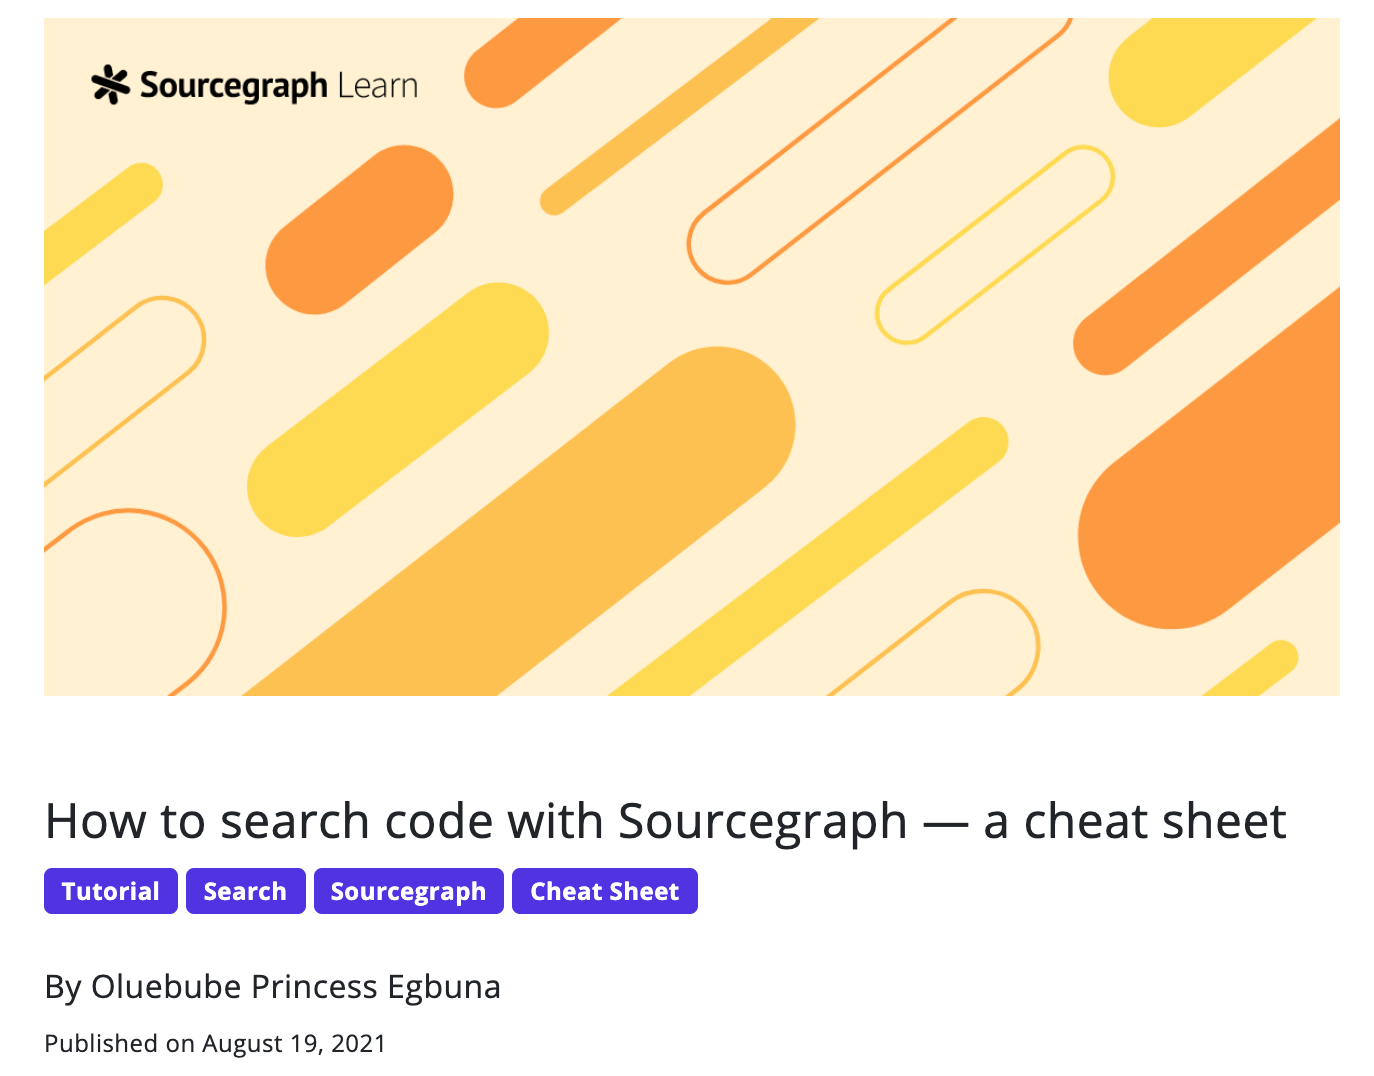 Sourcegraph Learn
How to search code with Sourcegraph — a cheat sheet
Tutorial Search Sourcegraph Cheat Sheet
By Oluebube Princess Egbuna
Published on August 19, 2021